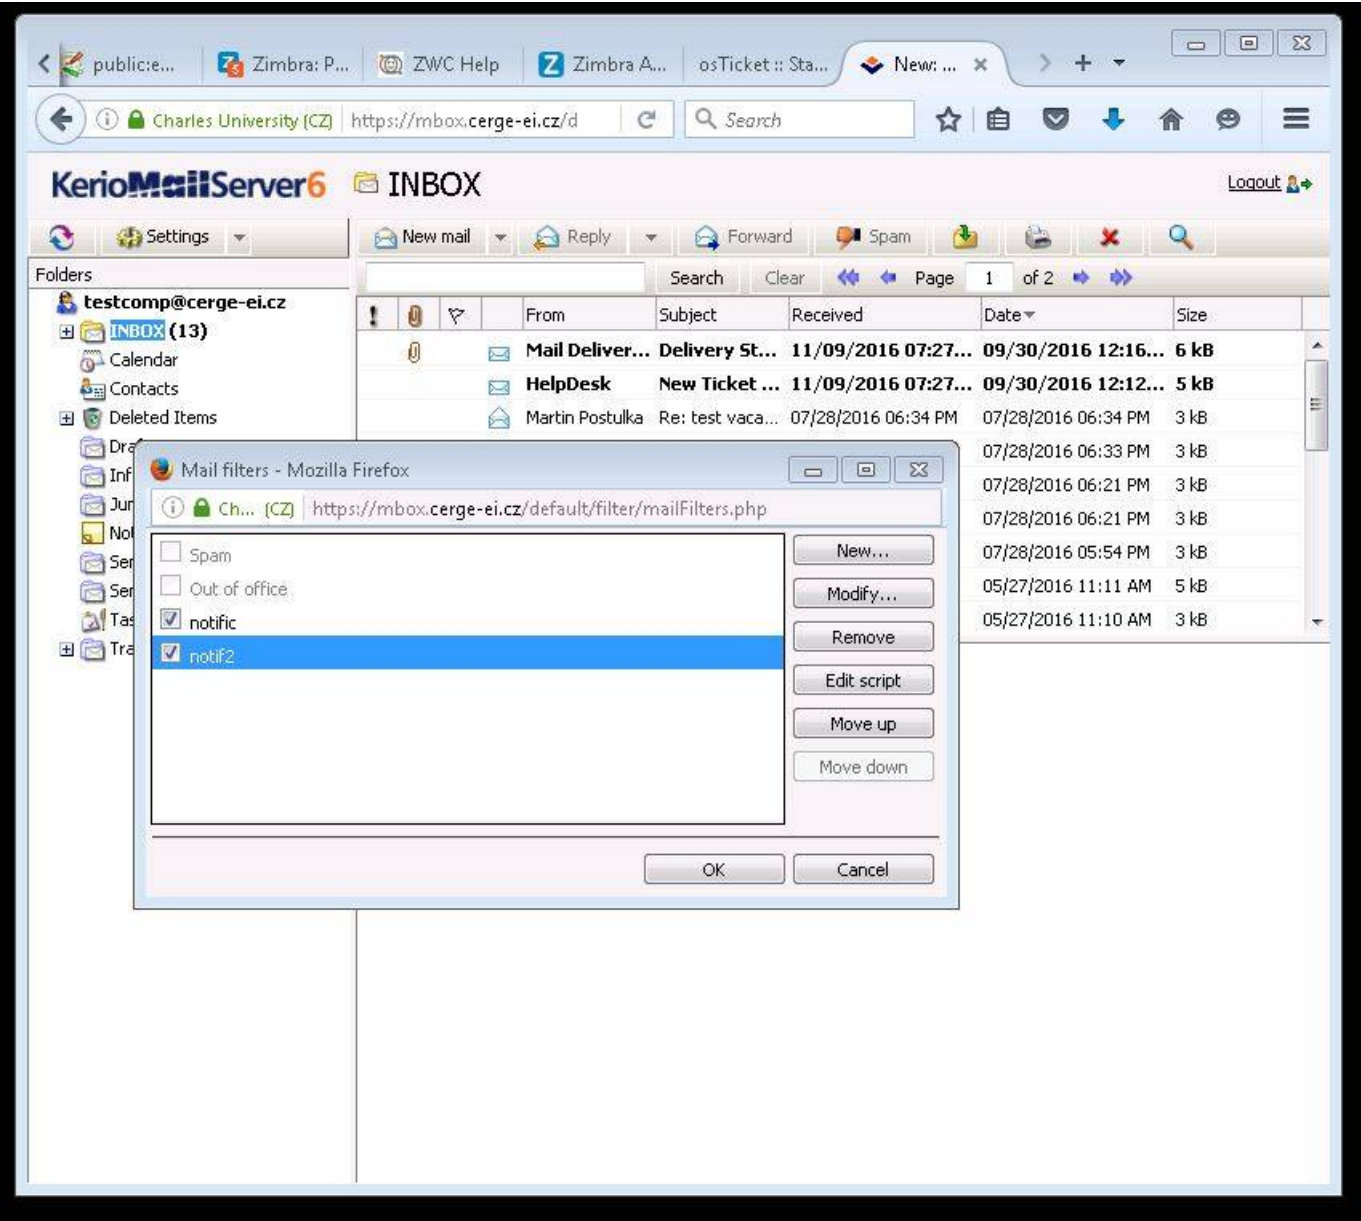 public:e... Zimbra: P... ZWC Help Zimbra A... osTicket :: Sta... New: ...
Charles University (CZ) https://mbox.cerge-ei.cz/d Search
KerioMailServer6 INBOX Logout
Settings New mail Reply Forward Spam
Folders Search Clear Page 1 of 2
testcomp@cerge-ei.cz
! From Subject Received Date Size
INBOX (13)
Mail Deliver... Delivery St... 11/09/2016 07:27... 09/30/2016 12:16... 6 kB
Calendar
HelpDesk New Ticket ... 11/09/2016 07:27... 09/30/2016 12:12... 5 kB
Contacts
Deleted Items Martin Postulka Re: test vaca... 07/28/2016 06:34 PM 07/28/2016 06:34 PM 3 kB
07/28/2016 06:33 PM 3 kB
07/28/2016 06:21 PM 3 kB
07/28/2016 06:21 PM 3 kB
07/28/2016 05:54 PM 3 kB
05/27/2016 11:11 AM 5 kB
05/27/2016 11:10 AM 3 kB
Inf
Jur
Ser
Ser
Tas
Tra
Mail filters - Mozilla Firefox
Ch... (CZ) https://mbox.cerge-ei.cz/default/filter/mailFilters.php
Spam
Out of office
notific
notif2
New...
Modify...
Remove
Edit script
Move up
Move down
OK Cancel